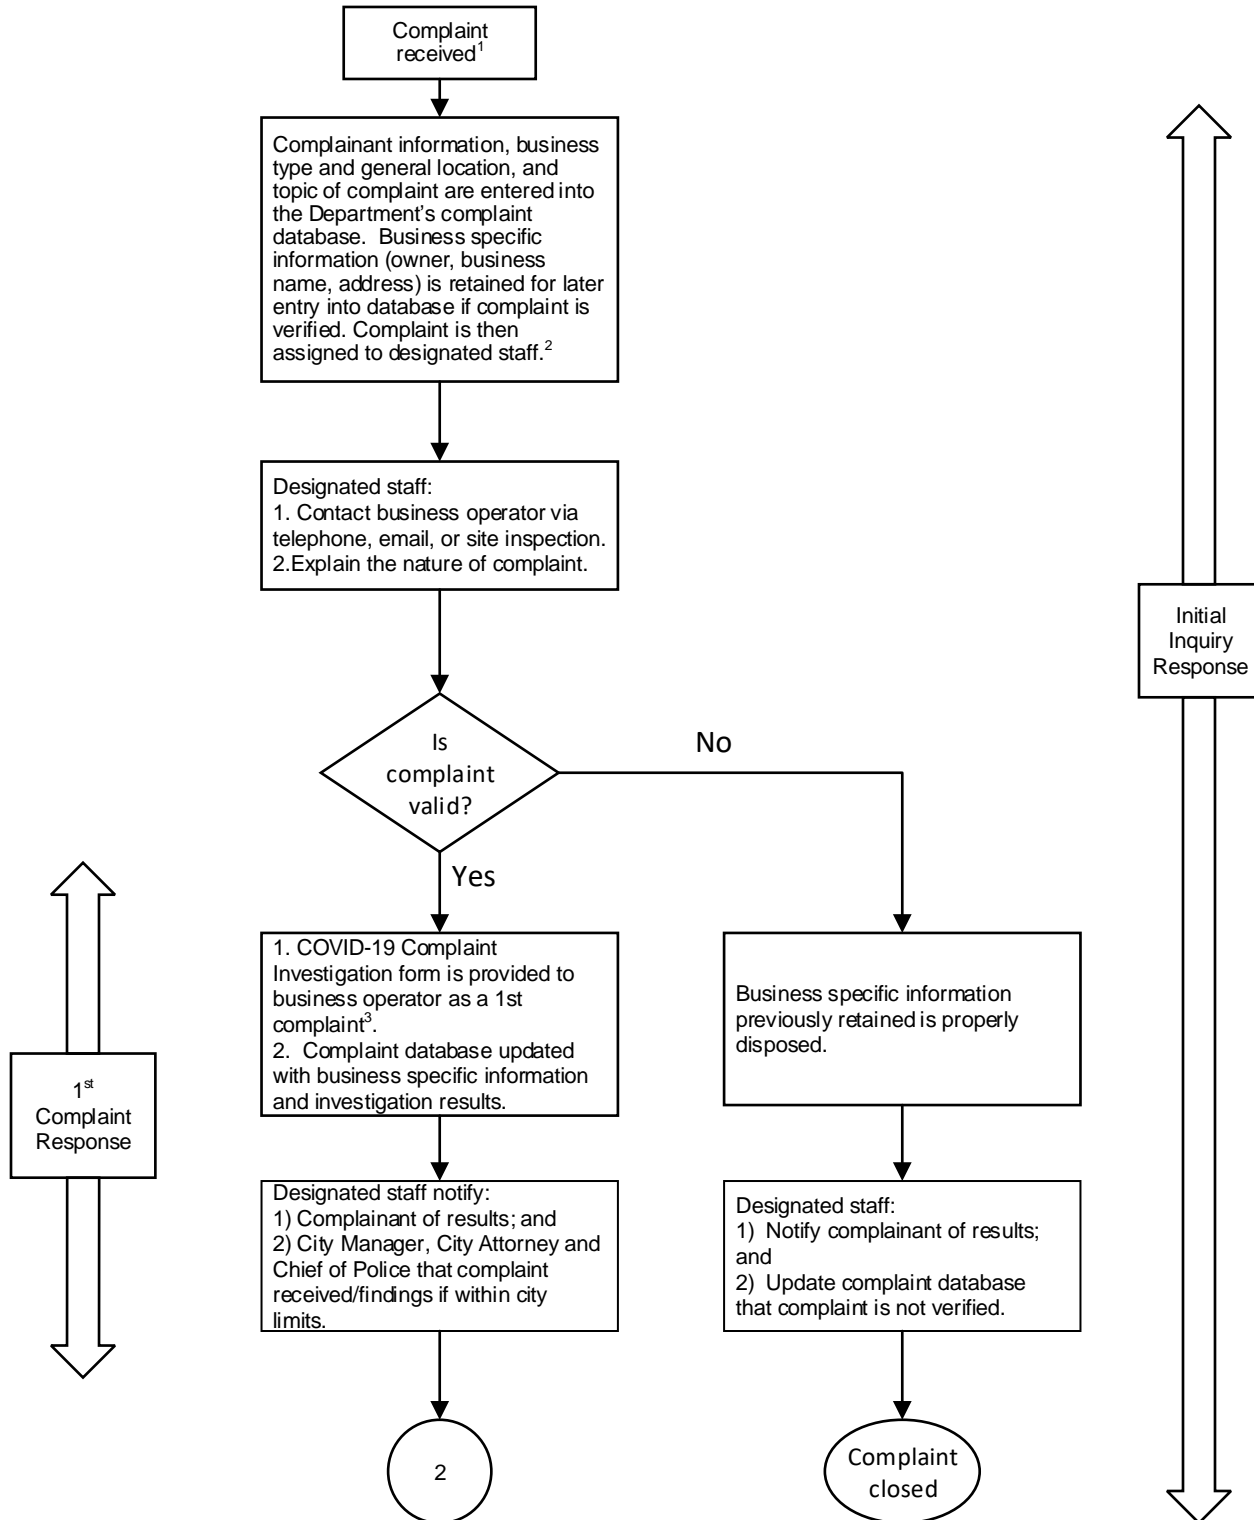 Complaint
received¹
Complainant information, business
type and general location, and
topic of complaint are entered into
the Department’s complaint
database.  Business specific
information (owner, business
name, address) is retained for later
entry into database if complaint is
verified. Complaint is then
assigned to designated staff.²
Designated staff:
1. Contact business operator via
telephone, email, or site inspection.
2.Explain the nature of complaint.
Initial
Inquiry
Response
Is
complaint
valid?
No
Yes
1. COVID-19 Complaint
Investigation form is provided to
business operator as a 1st
complaint³.
2.  Complaint database updated
with business specific information
and investigation results.
Business specific information
previously retained is properly
disposed.
1st
Complaint
Response
Designated staff notify:
1) Complainant of results; and
2) City Manager, City Attorney and
Chief of Police that complaint
received/findings if within city
limits.
Designated staff:
1)  Notify complainant of results;
and
2)  Update complaint database
that complaint is not verified.
2
Complaint
closed